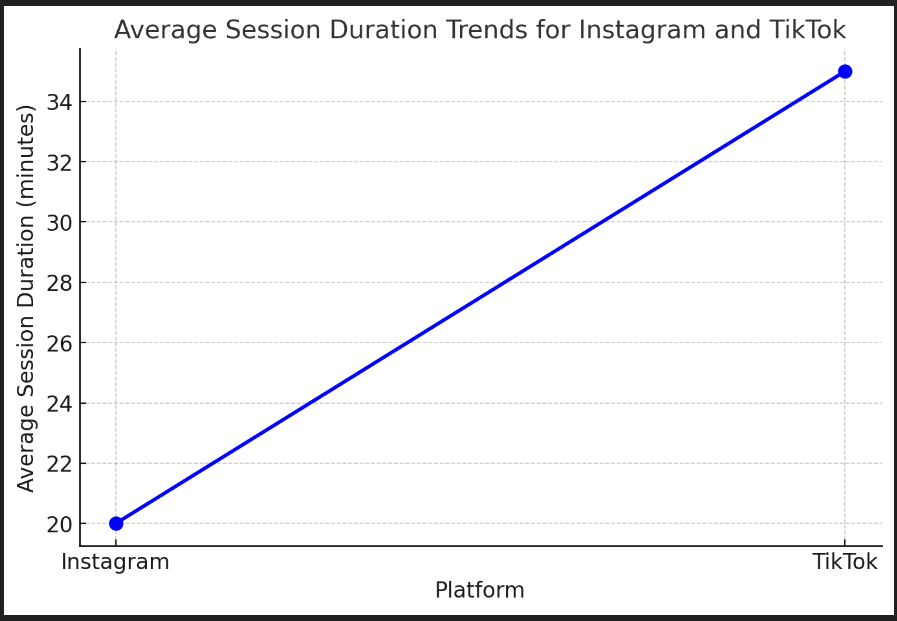 Average Session Duration Trends for Instagram and TikTok
Average Session Duration (minutes)
34
32
30
28
26
24
22
20
Instagram
TikTok
Platform